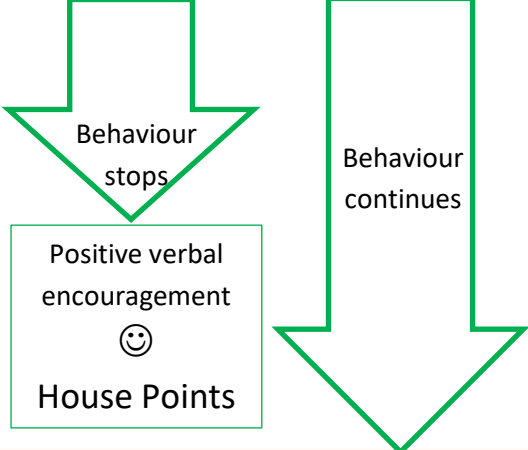 Behaviour
stops
Behaviour
continues
Positive verbal
encouragement
☺
House Points